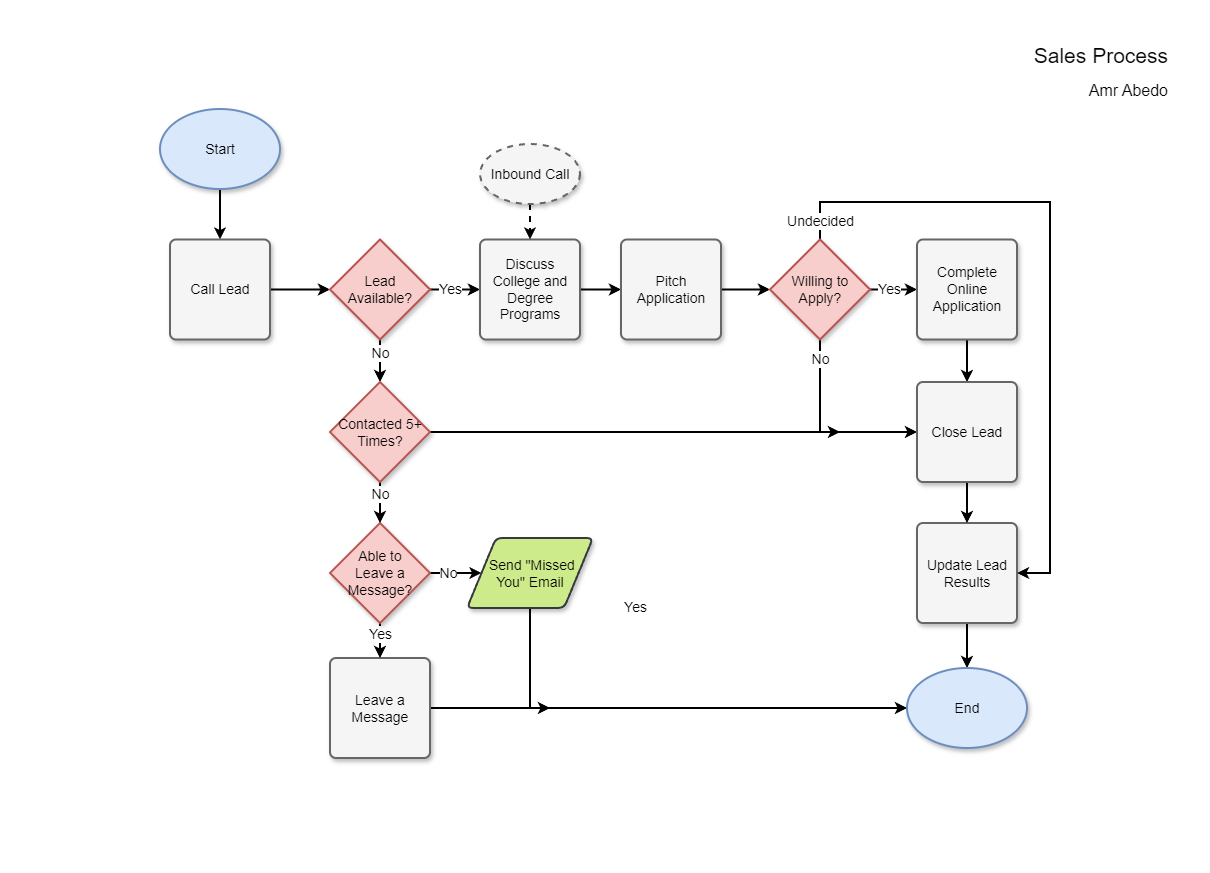 Sales Process
Amr Abedo
Start
Inbound Call
Undecided
Call Lead
Lead
Available?
Yes
Discuss
College and
Degree
Programs
Pitch
Application
Willing to
Apply?
Yes
Complete
Online
Application
No
No
Contacted 5+
Times?
Close Lead
No
Able to
Leave a
Message?
No
Send "Missed
You" Email
Update Lead
Results
Yes
Yes
Leave a
Message
End